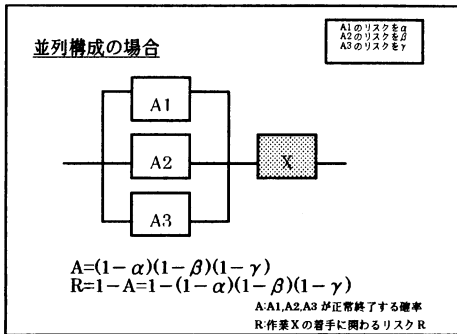 並列構成の場合
A1のリスクをα
A2のリスクをβ
A3のリスクをγ
A1
A2
X
A3
A=(1-α)(1-β)(1-γ)
R=1-A=1-(1-α)(1-β)(1-γ)
A:A1,A2,A3が正常終了する確率
R:作業Xの着手に関わるリスクR